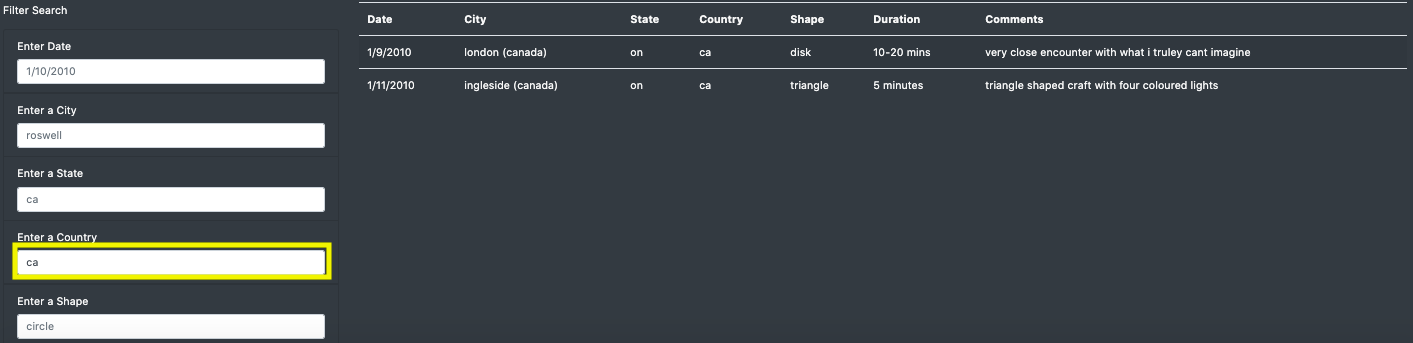 Filter Search
Enter Date
1/10/2010
Enter a City
roswell
Enter a State
ca
Enter a Country
ca
Enter a Shape
circle
Date City State Country Shape Duration Comments
1/9/2010 london (canada) on ca disk 10-20 mins very close encounter with what i truley cant imagine
1/11/2010 ingleside (canada) on ca triangle 5 minutes triangle shaped craft with four coloured lights